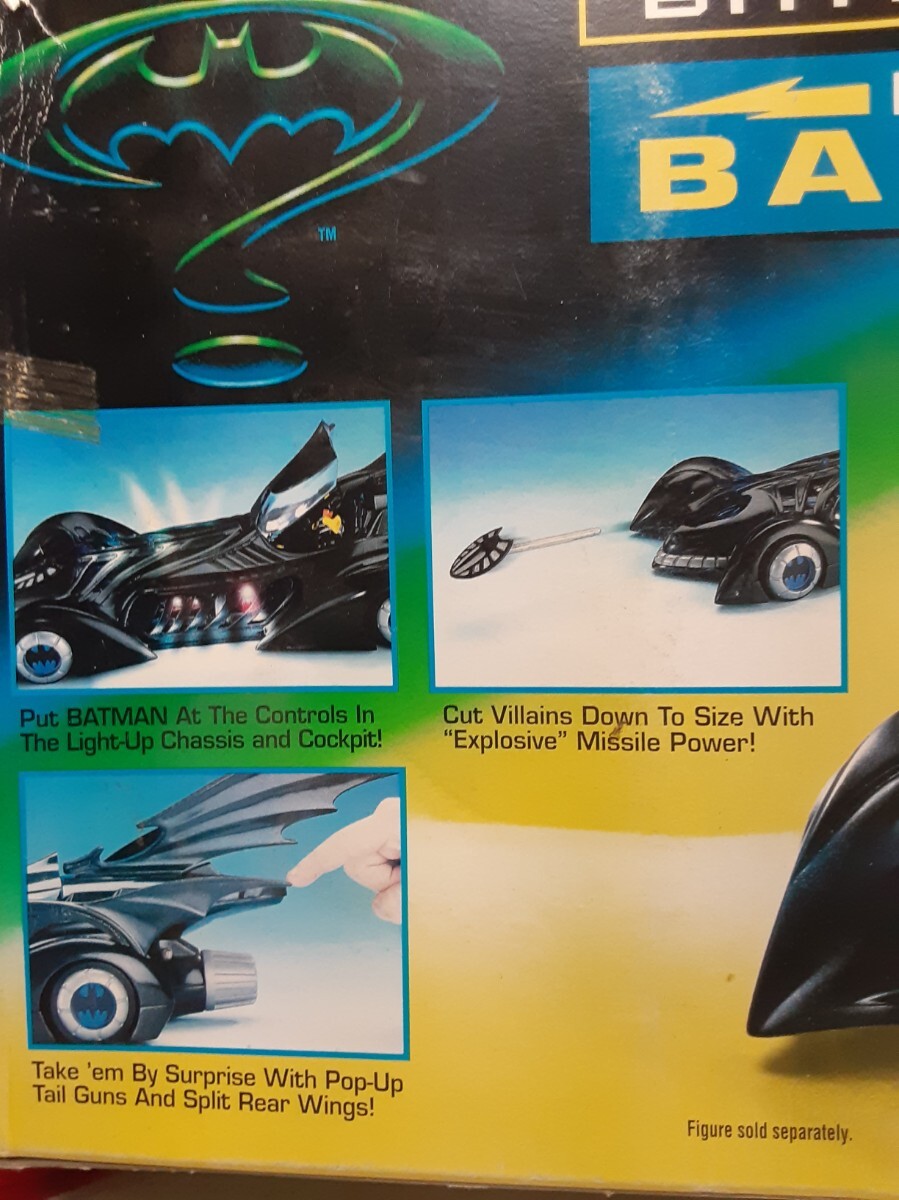 TM
BA
Put BATMAN At The Controls In
The Light-Up Chassis and Cockpit!
Cut Villains Down To Size With
“Explosive” Missile Power!
Take 'em By Surprise With Pop-Up
Tail Guns And Split Rear Wings!
Figure sold separately.